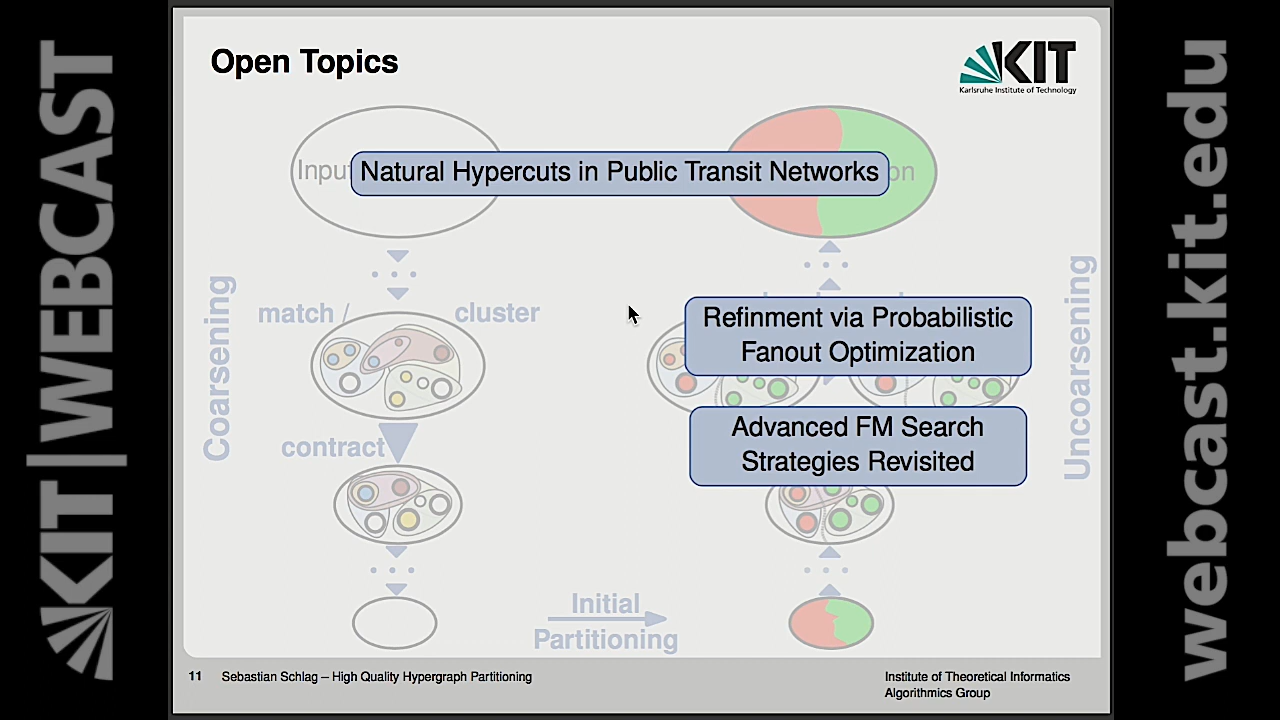 KIT WEBCAST
Open Topics
KIT
Karlsruhe Institute of Technology
Input
Natural Hypercuts in Public Transit Networks
on
Coarsening
match / cluster
Refinment via Probabilistic
Fanout Optimization
Uncoarsening
contract
Advanced FM Search
Strategies Revisited
Initial
Partitioning
11 Sebastian Schlag – High Quality Hypergraph Partitioning
Institute of Theoretical Informatics
Algorithmics Group
webcast.kit.edu